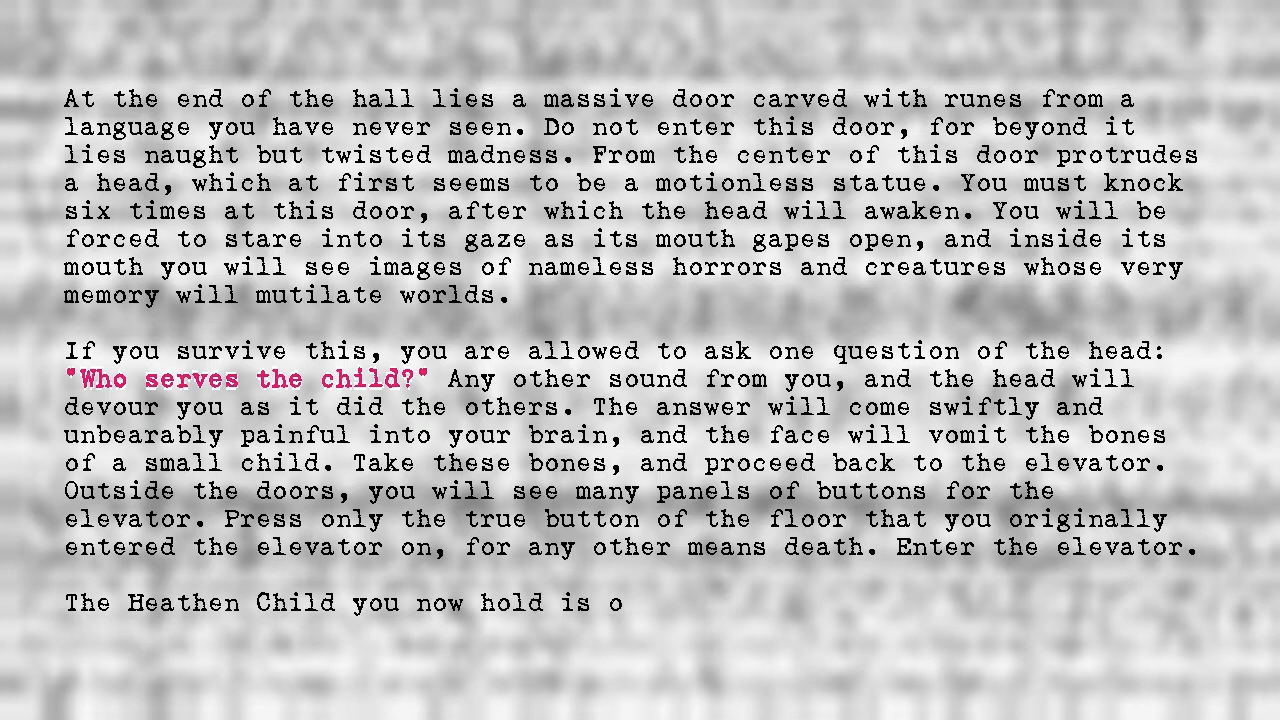 At the end of the hall lies a massive door carved with runes from a
language you have never seen. Do not enter this door, for beyond it
lies naught but twisted madness. From the center of this door protrudes
a head, which at first seems to be a motionless statue. You must knock
six times at this door, after which the head will awaken. You will be
forced to stare into its gaze as its mouth gapes open, and inside its
mouth you will see images of nameless horrors and creatures whose very
memory will mutilate worlds.
If you survive this, you are allowed to ask one question of the head:
"Who serves the child?" Any other sound from you, and the head will
devour you as it did the others. The answer will come swiftly and
unbearably painful into your brain, and the face will vomit the bones
of a small child. Take these bones, and proceed back to the elevator.
Outside the doors, you will see many panels of buttons for the
elevator. Press only the true button of the floor that you originally
entered the elevator on, for any other means death. Enter the elevator.
The Heathen Child you now hold is o